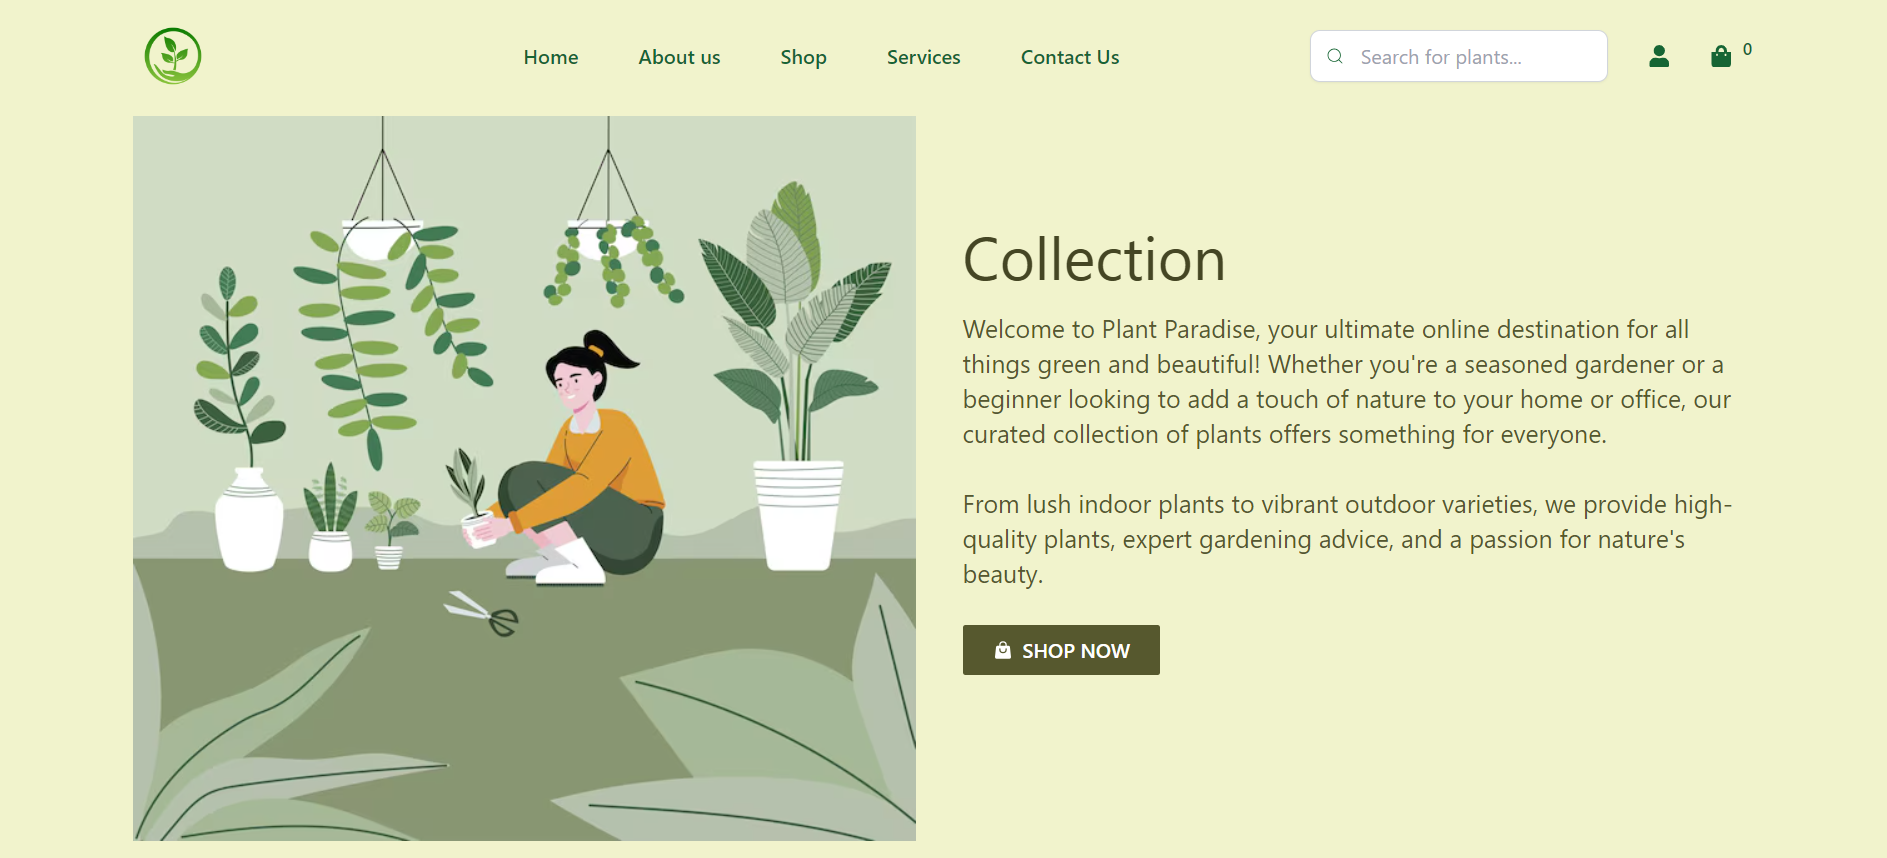 Home
About us
Shop
Services
Contact Us
Search for plants...
0
Collection
Welcome to Plant Paradise, your ultimate online destination for all
things green and beautiful! Whether you're a seasoned gardener or a
beginner looking to add a touch of nature to your home or office, our
curated collection of plants offers something for everyone.
From lush indoor plants to vibrant outdoor varieties, we provide high-
quality plants, expert gardening advice, and a passion for nature's
beauty.
SHOP NOW